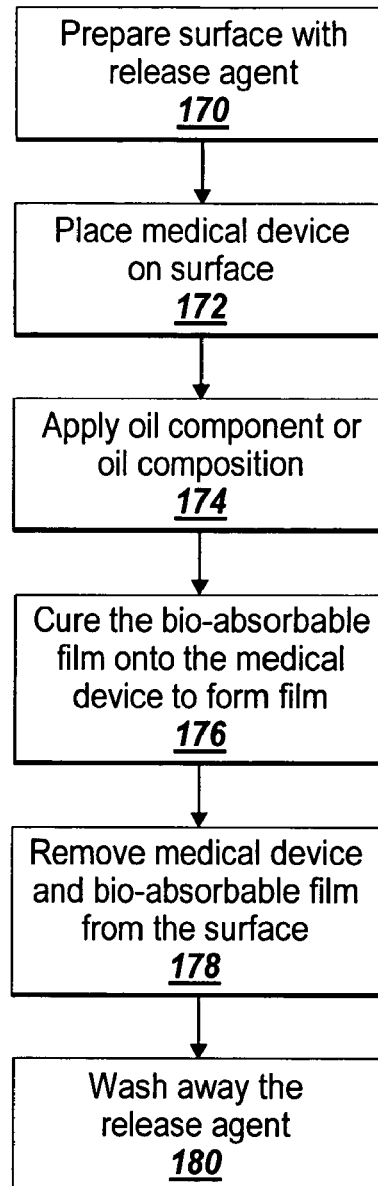 Prepare surface with
release agent
170
Place medical device
on surface
172
Apply oil component or
oil composition
174
Cure the bio-absorbable
film onto the medical
device to form film
176
Remove medical device
and bio-absorbable film
from the surface
178
Wash away the
release agent
180